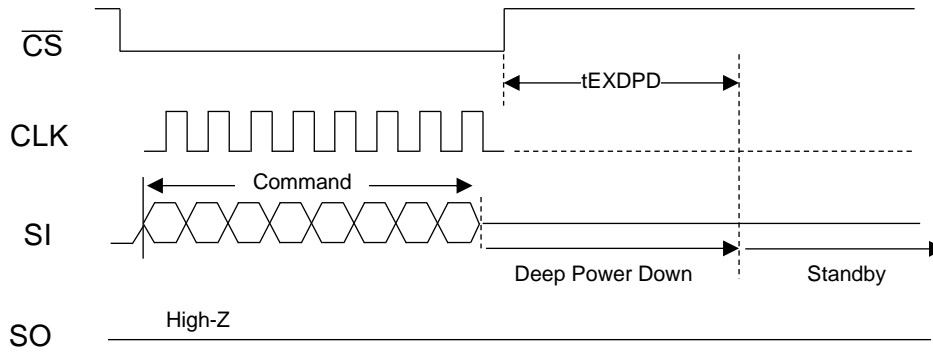 CS
tEXDPD
CLK
Command
SI
Deep Power Down
Standby
High-Z
SO